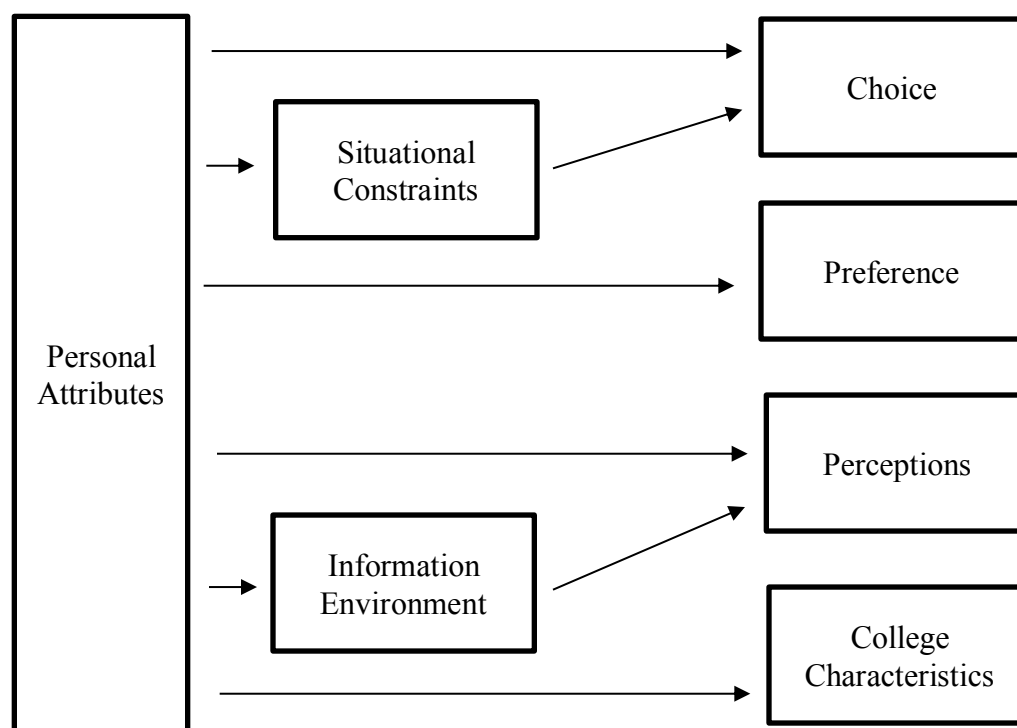 Choice
Situational
Constraints
Preference
Personal
Attributes
Perceptions
Information
Environment
College
Characteristics